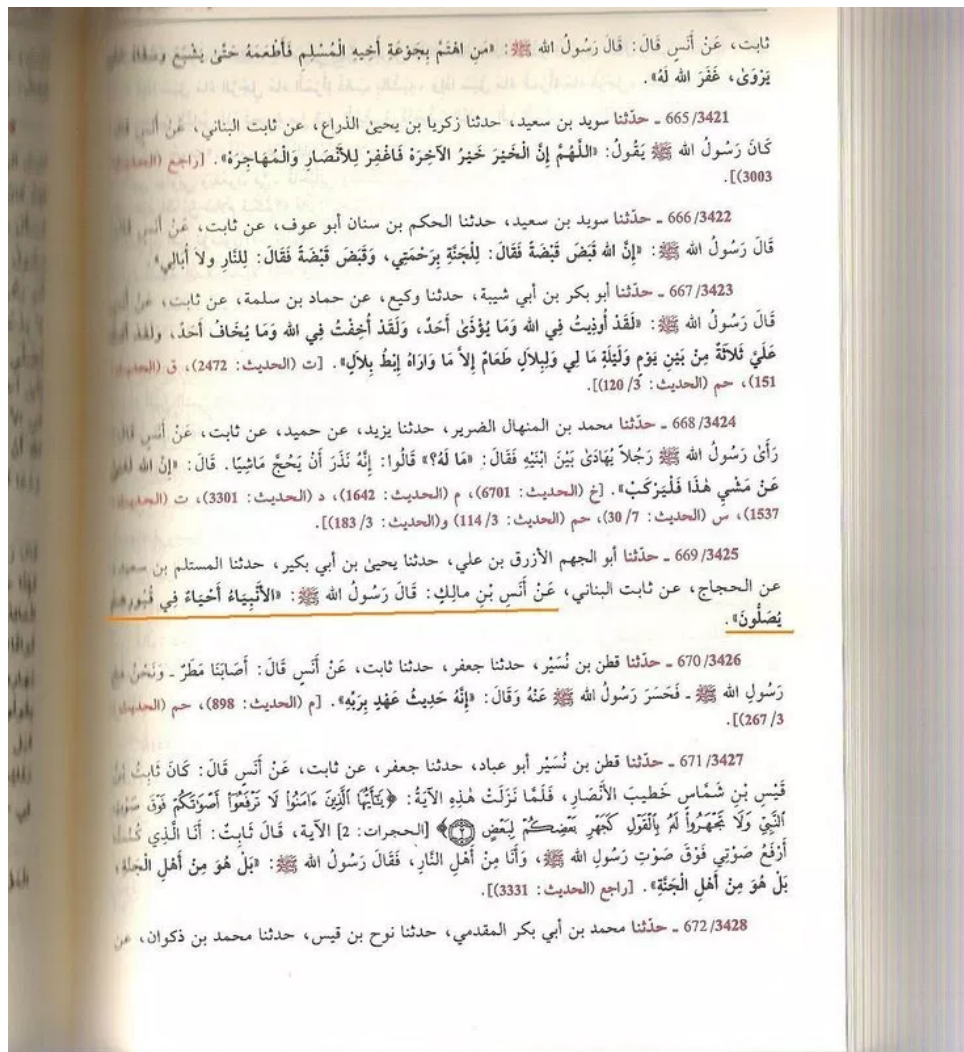 ثابت، عَنْ أَنَسٍ قَالَ: قَالَ رَسُولُ الله ﷺ: «مَنِ اهْتَمَّ بِجَوْعَةِ أَخِيهِ الْمُسْلِمِ فَأَطْعَمَهُ حَتَّىٰ يَشْبَعَ وَسَقَاهُ حَتَّىٰ
يَرْوَىٰ، غَفَرَ الله لَهُ».
665/3421 ـ حدّثنا سويد بن سعيد، حدثنا زكريا بن يحيىٰ الذراع، عن ثابت البناني، عَنْ أَنَسٍ قَالَ:
كَانَ رَسُولُ الله ﷺ يَقُولُ: «اللَّهُمَّ إِنَّ الْخَيْرَ خَيْرُ الآخِرَهْ فَاغْفِرْ لِلأَنْصَارِ وَالْمُهَاجِرَهْ». [راجع (الحديث:
3003)].
666/3422 ـ حدّثنا سويد بن سعيد، حدثنا الحكم بن سنان أبو عوف، عن ثابت، عَنْ أَنَسٍ قَالَ:
قَالَ رَسُولُ الله ﷺ: «إِنَّ الله قَبَضَ قَبْضَةً فَقَالَ: لِلْجَنَّةِ بِرَحْمَتِي، وَقَبَضَ قَبْضَةً فَقَالَ: لِلنَّارِ ولا أُبَالِي».
667/3423 ـ حدّثنا أبو بكر بن أبي شيبة، حدثنا وكيع، عن حماد بن سلمة، عن ثابت، عَنْ أَنَسٍ
قَالَ رَسُولُ الله ﷺ: «لَقَدْ أُوذِيتُ فِي الله وَمَا يُؤْذَىٰ أَحَدٌ، وَلَقَدْ أُخِفْتُ فِي الله وَمَا يُخَافُ أَحَدٌ، وَلَقَدْ أَتَتْ
عَلَيَّ ثَلاَثَةٌ مِنْ بَيْنِ يَوْمٍ وَلَيْلَةٍ مَا لِي وَلِبِلاَلٍ طَعَامٌ إِلاَّ مَا وَارَاهُ إِبْطُ بِلاَلٍ». [ت (الحديث: 2472)، ق (الحديث:
151)، حم (الحديث: 3/ 120)].
668/3424 ـ حدّثنا محمد بن المنهال الضرير، حدثنا يزيد، عن حميد، عن ثابت، عَنْ أَنَسٍ قَالَ:
رَأَىٰ رَسُولُ الله ﷺ رَجُلاً يُهَادَىٰ بَيْنَ ابْنَيْهِ فَقَالَ: «مَا لَهُ؟» قَالُوا: إِنَّهُ نَذَرَ أَنْ يَحُجَّ مَاشِيًا. قَالَ: «إِنَّ الله لَغَنِيٌّ
عَنْ مَشْيِ هٰذَا فَلْيَرْكَبْ». [خ (الحديث: 6701)، م (الحديث: 1642)، د (الحديث: 3301)، ت (الحديث:
1537)، س (الحديث: 7/ 30)، حم (الحديث: 3/ 114) و(الحديث: 3/ 183)].
669/3425 ـ حدّثنا أبو الجهم الأزرق بن علي، حدثنا يحيىٰ بن أبي بكير، حدثنا المستلم بن سعيد،
عن الحجاج، عن ثابت البناني، عَنْ أَنَسِ بْنِ مالِكٍ: قَالَ رَسُولُ الله ﷺ: «الأَنْبِيَاءُ أَحْيَاءٌ فِي قُبُورِهِمْ
يُصَلُّونَ».
670/3426 ـ حدّثنا قطن بن نُسَيْر، حدثنا جعفر، حدثنا ثابت، عَنْ أَنَسٍ قَالَ: أَصَابَنَا مَطَرٌ ـ وَنَحْنُ مَعَ
رَسُولِ الله ﷺ ـ فَحَسَرَ رَسُولُ الله ﷺ عَنْهُ وَقَالَ: «إِنَّهُ حَدِيثُ عَهْدٍ بِرَبِّهِ». [م (الحديث: 898)، حم (الحديث:
3/ 267)].
671/3427 ـ حدّثنا قطن بن نُسَيْر أبو عباد، حدثنا جعفر، عن ثابت، عَنْ أَنَسٍ قَالَ: كَانَ ثَابِتُ بْنُ
قَيْسِ بْنِ شَمَّاسٍ خَطِيبَ الأَنْصَارِ، فَلَمَّا نَزَلَتْ هٰذِهِ الآيَةُ: ﴿يَٰٓأَيُّهَا ٱلَّذِينَ ءَامَنُوا۟ لَا تَرْفَعُوٓا۟ أَصْوَٰتَكُمْ فَوْقَ صَوْتِ
ٱلنَّبِيِّ وَلَا تَجْهَرُوا۟ لَهُۥ بِٱلْقَوْلِ كَجَهْرِ بَعْضِكُمْ لِبَعْضٍ ۝٢﴾ [الحجرات: 2] الآية، قَالَ ثَابِتٌ: أَنَا الَّذِي كُنْتُ
أَرْفَعُ صَوْتِي فَوْقَ صَوْتِ رَسُولِ الله ﷺ، وَأَنَا مِنْ أَهْلِ النَّارِ، فَقَالَ رَسُولُ الله ﷺ: «بَلْ هُوَ مِنْ أَهْلِ الْجَنَّةِ،
بَلْ هُوَ مِنْ أَهْلِ الْجَنَّةِ». [راجع (الحديث: 3331)].
672/3428 ـ حدّثنا محمد بن أبي بكر المقدمي، حدثنا نوح بن قيس، حدثنا محمد بن ذكوان، عن